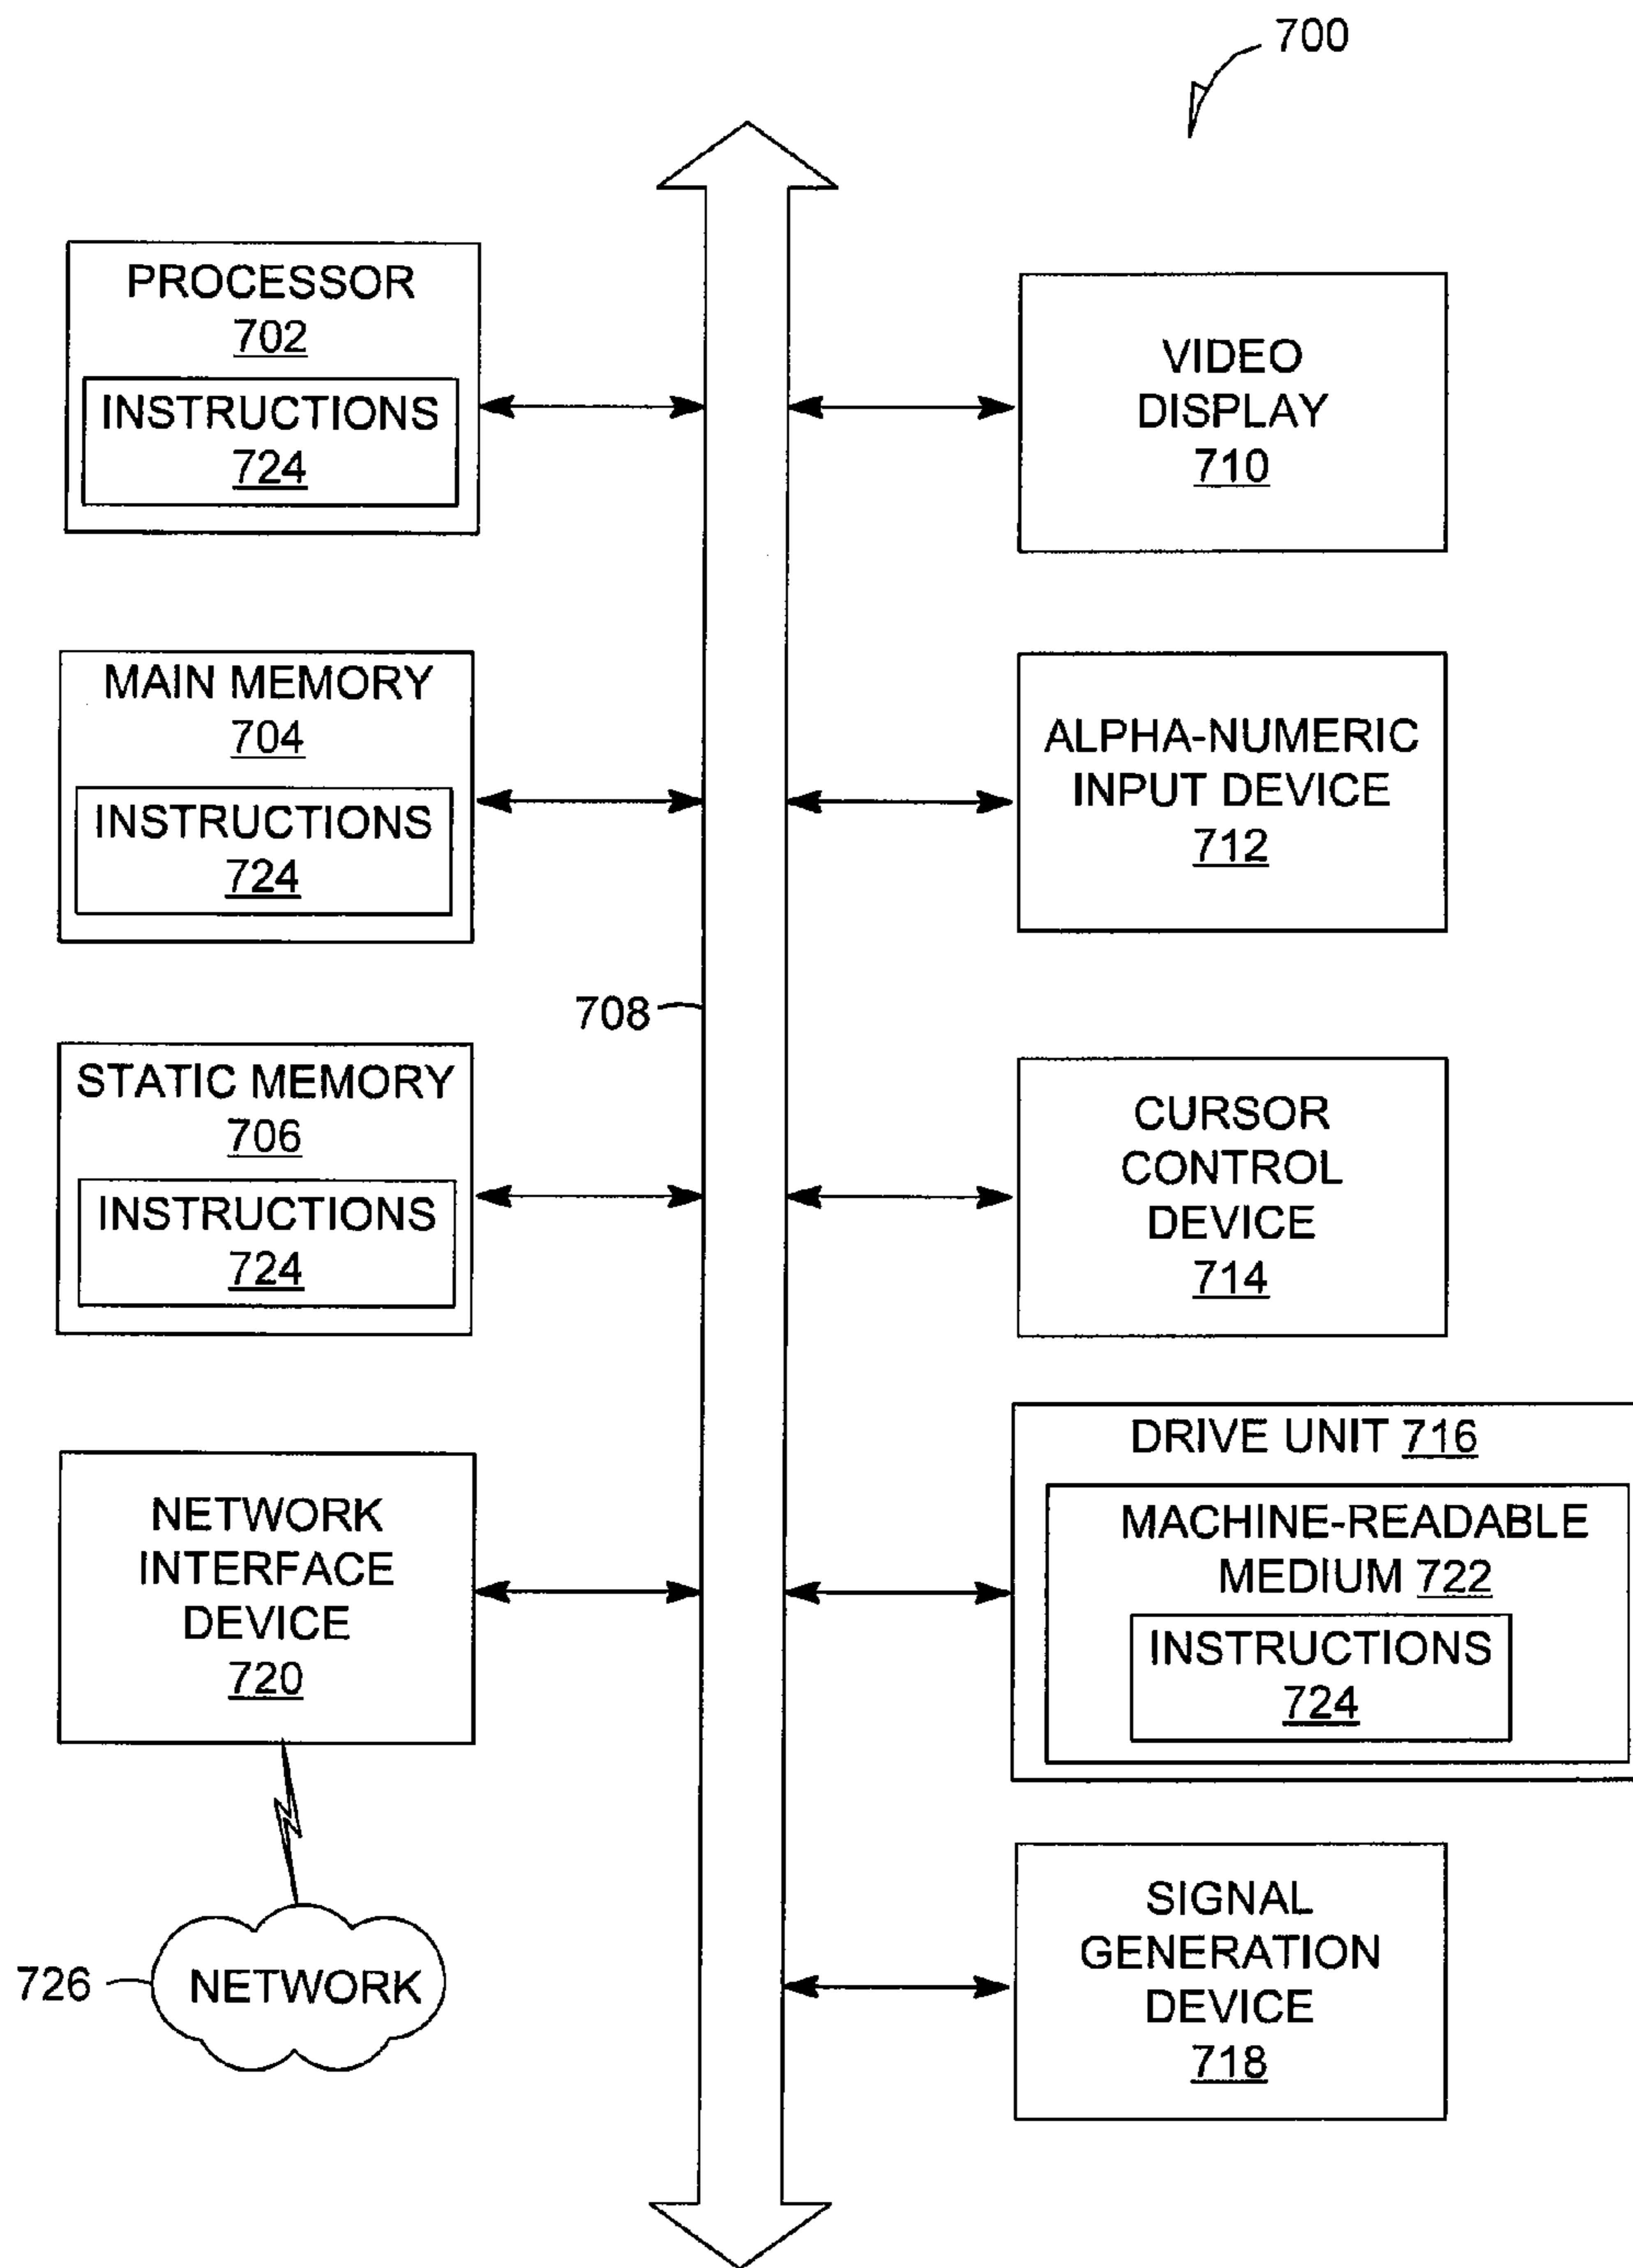 700
PROCESSOR
702
INSTRUCTIONS
724
VIDEO
DISPLAY
710
MAIN MEMORY
704
INSTRUCTIONS
724
ALPHA-NUMERIC
INPUT DEVICE
712
708
STATIC MEMORY
706
INSTRUCTIONS
724
CURSOR
CONTROL
DEVICE
714
NETWORK
INTERFACE
DEVICE
720
DRIVE UNIT 716
MACHINE-READABLE
MEDIUM 722
INSTRUCTIONS
724
726
NETWORK
SIGNAL
GENERATION
DEVICE
718